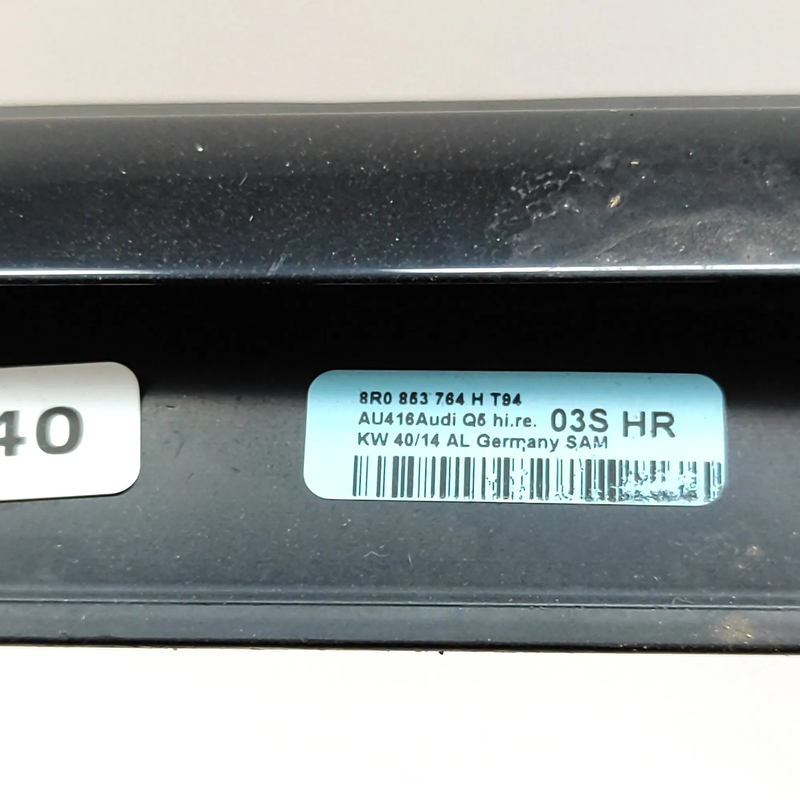 40
8R0 853 764 H T94
AU416Audi Q5 hi.re. 03S HR
KW 40/14 AL Germany SAM